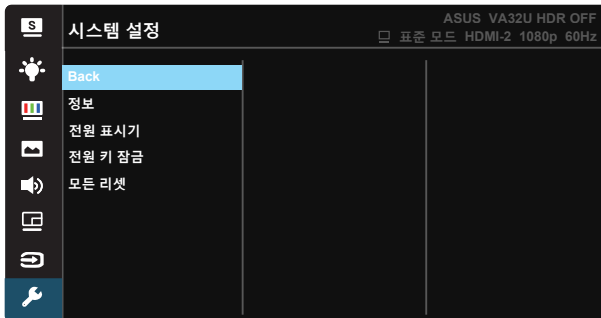 S
시스템 설정
ASUS VA32U HDR OFF
표준 모드 HDMI-2 1080p 60Hz
Back
정보
전원 표시기
전원 키 잠금
모든 리셋